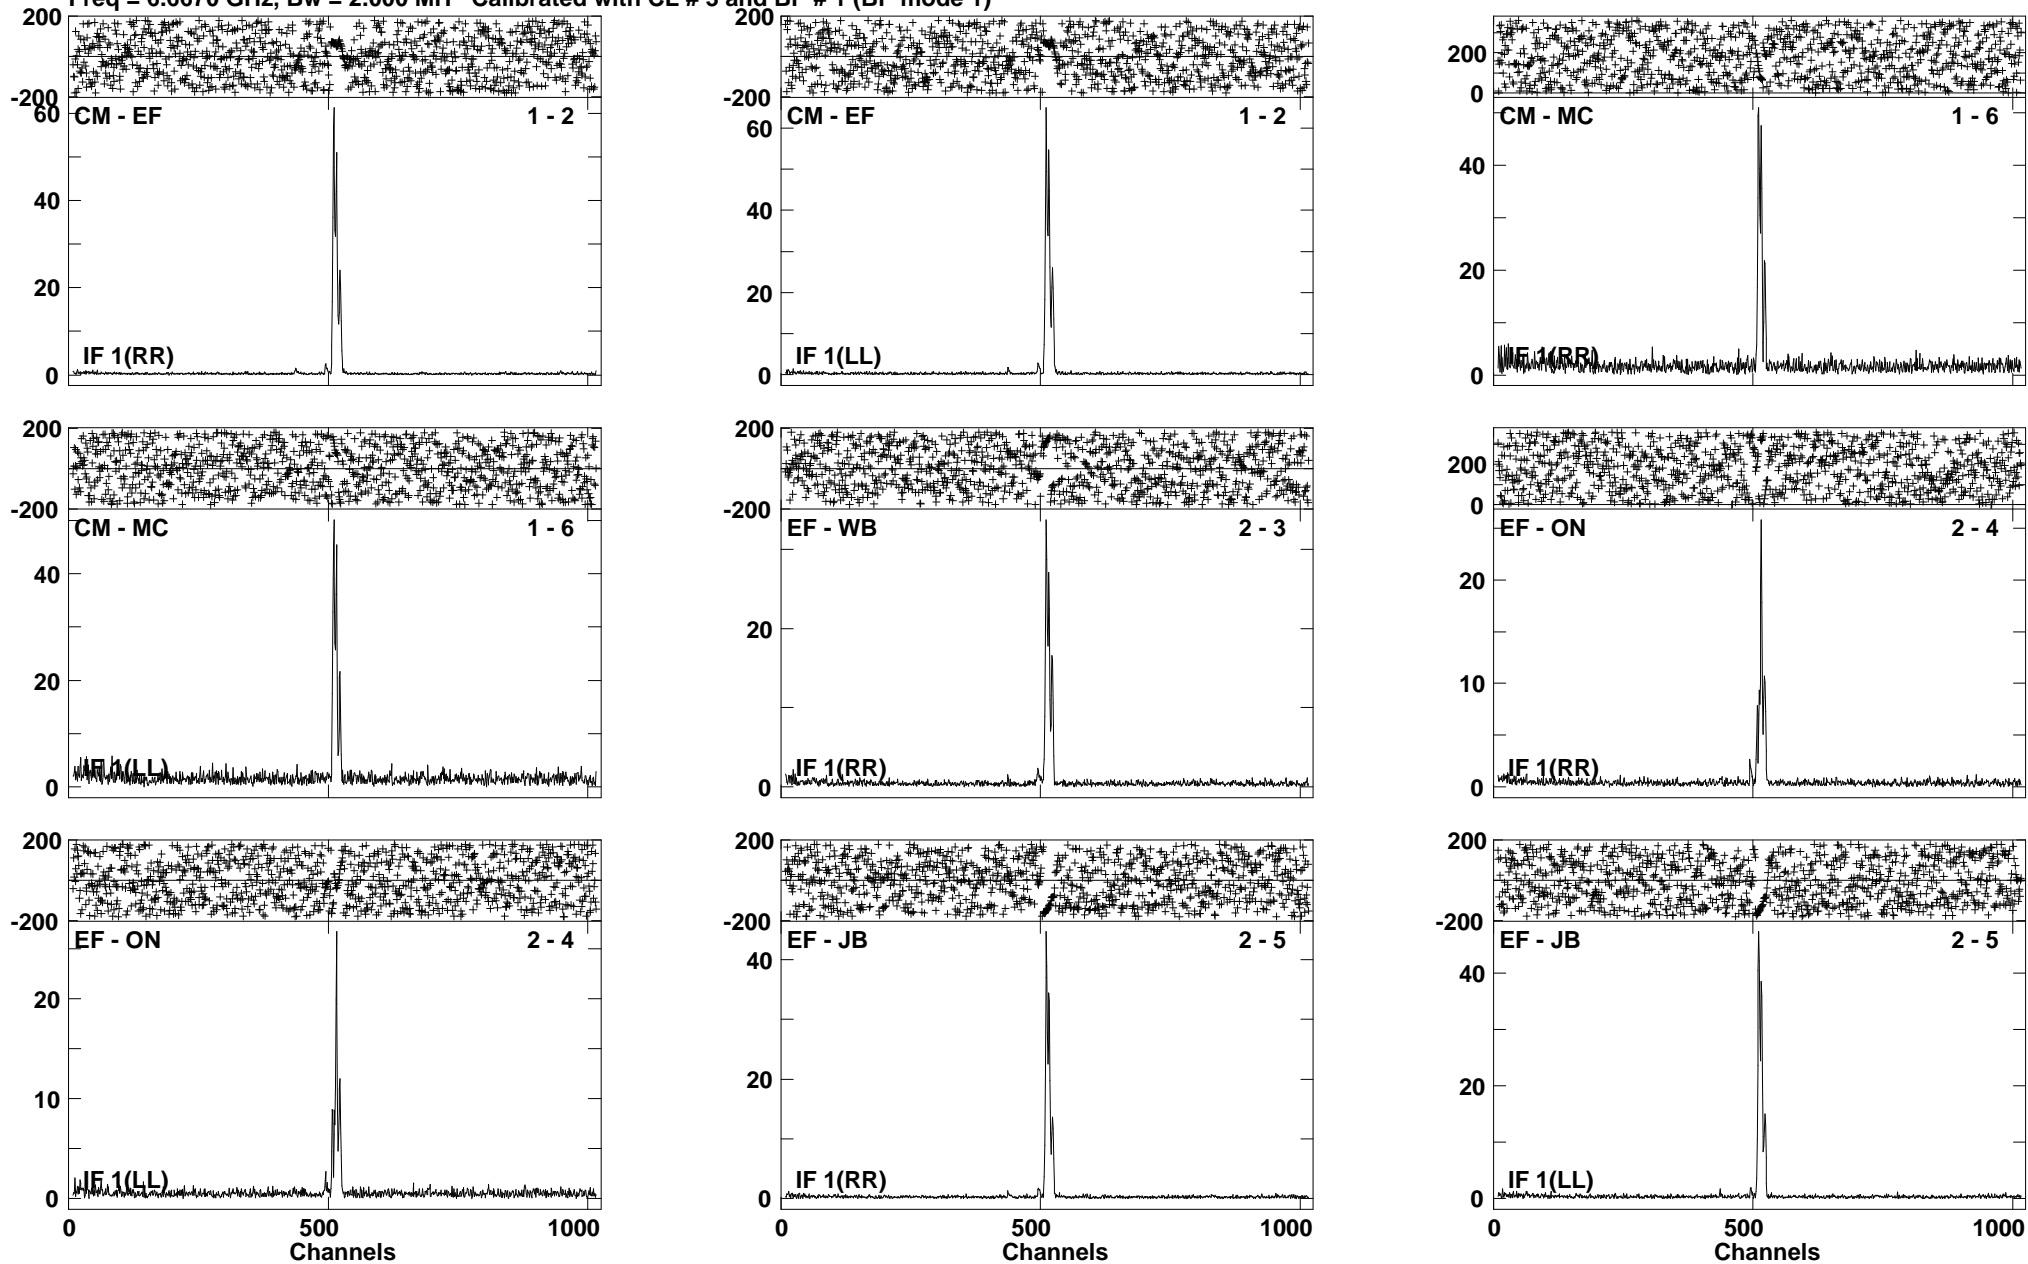 Freq = 6.6670 GHz, Bw = 2.000 MH Calibrated with CL # 3 and BP # 1 (BP mode 1)
200
-200
60
40
20
0
CM - EF
1 - 2
IF 1(RR)
200
-200
60
40
20
0
CM - EF
1 - 2
IF 1(LL)
200
0
40
20
0
CM - MC
1 - 6
IF 1(RR)
200
-200
40
20
0
CM - MC
1 - 6
IF 1(LL)
200
-200
20
0
EF - WB
2 - 3
IF 1(RR)
200
0
20
10
0
EF - ON
2 - 4
IF 1(RR)
200
-200
20
10
0
EF - ON
2 - 4
IF 1(LL)
0 500 1000
Channels
200
-200
40
20
0
EF - JB
2 - 5
IF 1(RR)
0 500 1000
Channels
200
-200
40
20
0
EF - JB
2 - 5
IF 1(LL)
0 500 1000
Channels